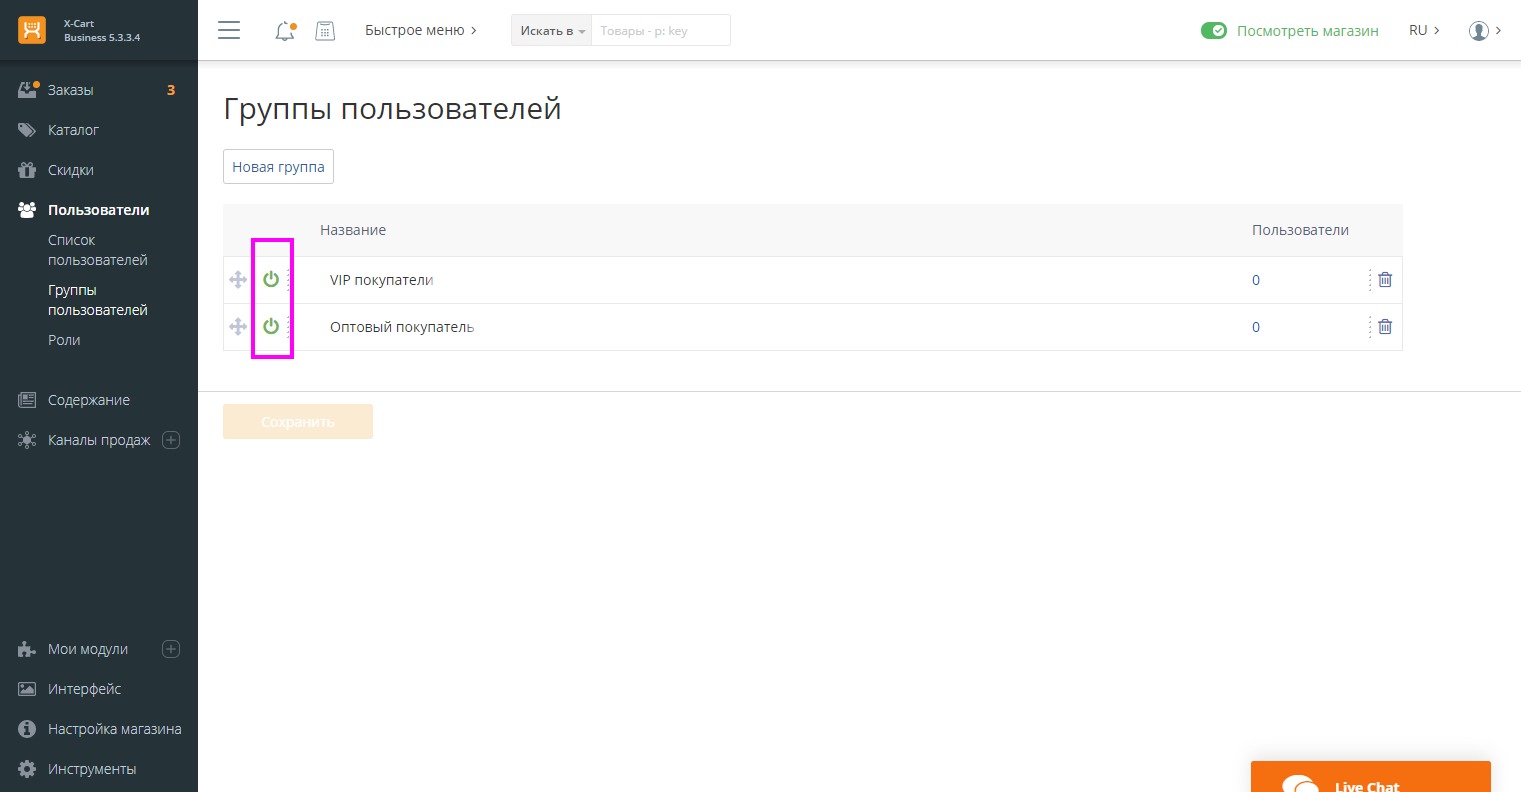 X-Cart
Business 5.3.3.4
Быстрое меню
Искать в
Товары - p: key
Посмотреть магазин
RU
Заказы 3
Каталог
Скидки
Пользователи
Список
пользователей
Группы
пользователей
Роли
Содержание
Каналы продаж
Мои модули
Интерфейс
Настройка магазина
Инструменты
Группы пользователей
Новая группа
Название Пользователи
VIP покупатели 0
Оптовый покупатель 0
Сохранить
Live Chat